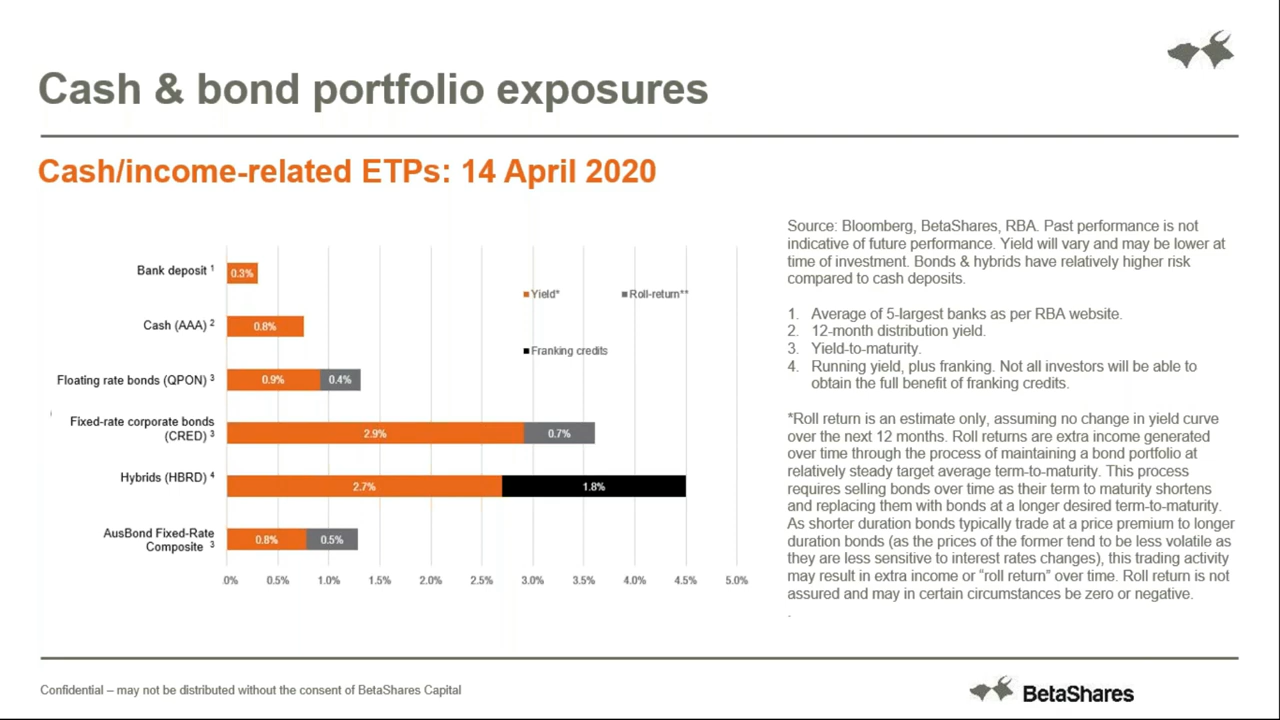 Cash & bond portfolio exposures
Cash/income-related ETPs: 14 April 2020
Bank deposit 1
0.3%
Cash (AAA) 2
0.8%
Floating rate bonds (QPON) 3
0.9%
0.4%
Fixed-rate corporate bonds
(CRED) 3
2.9%
0.7%
Hybrids (HBRD) 4
2.7%
1.8%
AusBond Fixed-Rate
Composite 3
0.8%
0.5%
Yield*
Roll-return**
Franking credits
.0%
0.5%
1.0%
1.5%
2.0%
2.5%
3.0%
3.5%
4.0%
4.5%
5.0%
Source: Bloomberg, BetaShares, RBA. Past performance is not
indicative of future performance. Yield will vary and may be lower at
time of investment. Bonds & hybrids have relatively higher risk
compared to cash deposits.
1. Average of 5-largest banks as per RBA website.
2. 12-month distribution yield.
3. Yield-to-maturity.
4. Running yield, plus franking. Not all investors will be able to
obtain the full benefit of franking credits.
*Roll return is an estimate only, assuming no change in yield curve
over the next 12 months. Roll returns are extra income generated
over time through the process of maintaining a bond portfolio at
relatively steady target average term-to-maturity. This process
requires selling bonds over time as their term to maturity shortens
and replacing them with bonds at a longer desired term-to-maturity.
As shorter duration bonds typically trade at a price premium to longer
duration bonds (as the prices of the former tend to be less volatile as
they are less sensitive to interest rates changes), this trading activity
may result in extra income or “roll return” over time. Roll return is not
assured and may in certain circumstances be zero or negative.
.
Confidential – may not be distributed without the consent of BetaShares Capital
BetaShares